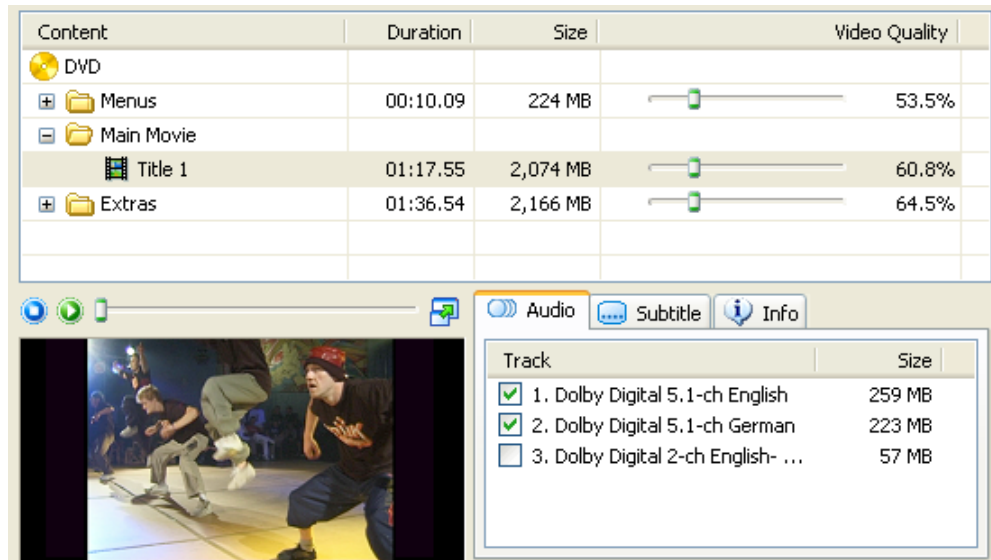 Content Duration Size Video Quality
DVD
Menus 00:10.09 224 MB 53.5%
Main Movie
Title 1 01:17.55 2,074 MB 60.8%
Extras 01:36.54 2,166 MB 64.5%
Audio Subtitle Info
Track Size
1. Dolby Digital 5.1-ch English 259 MB
2. Dolby Digital 5.1-ch German 223 MB
3. Dolby Digital 2-ch English- ... 57 MB